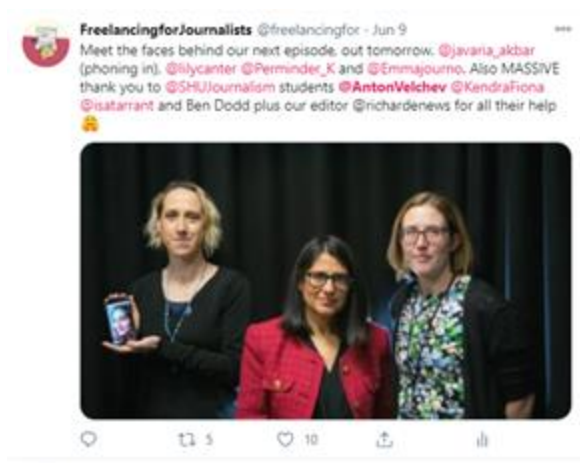 FreelancingforJournalists @freelancingfor · Jun 9
Meet the faces behind our next episode, out tomorrow. @javaria_akbar
(phoning in), @lilycanter @Perminder_K and @Emmajourno. Also MASSIVE
thank you to @SHUJournalism students @AntonVelchev @KendraFiona
@isatarrant and Ben Dodd plus our editor @richardenews for all their help
5
10